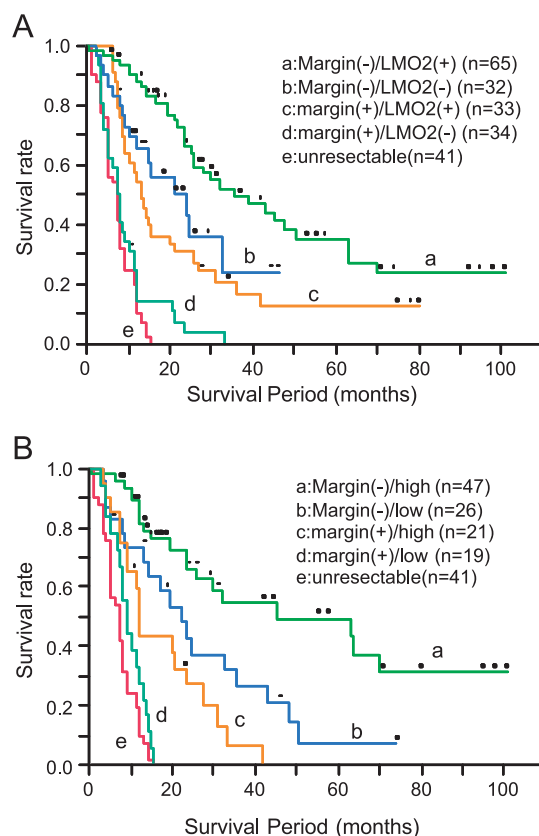 A
1.0
0.8
0.6
0.4
0.2
0.0
Survival rate
a:Margin(-)/LMO2(+) (n=65)
b:Margin(-)/LMO2(-) (n=32)
c:margin(+)/LMO2(+) (n=33)
d:margin(+)/LMO2(-) (n=34)
e:unresectable(n=41)
a
b
c
d
e
0 20 40 60 80 100
Survival Period (months)
B
1.0
0.8
0.6
0.4
0.2
0.0
Survival rate
a:Margin(-)/high (n=47)
b:Margin(-)/low (n=26)
c:margin(+)/high (n=21)
d:margin(+)/low (n=19)
e:unresectable(n=41)
a
b
c
d
e
0 20 40 60 80 100
Survival Period (months)